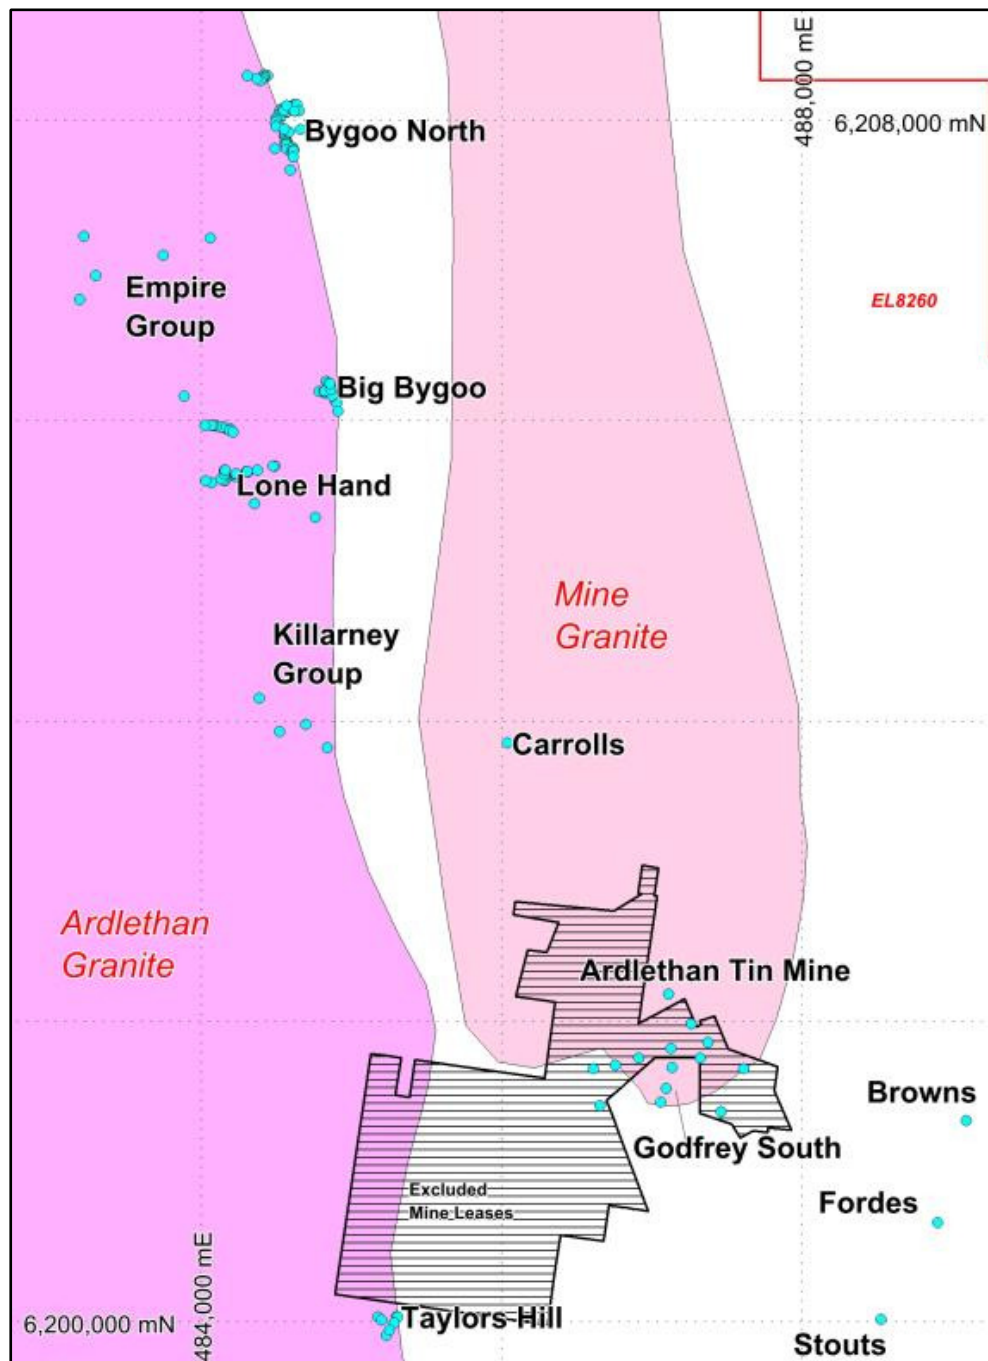 488,000 mE
6,208,000 mN
Bygoo North
Empire
Group
EL8260
Big Bygoo
Lone Hand
Mine
Granite
Killarney
Group
Carrolls
Ardlethan
Granite
Ardlethan Tin Mine
Browns
Godfrey South
Excluded
Mine Leases
Fordes
484,000 mE
6,200,000 mN
Taylors Hill
Stouts